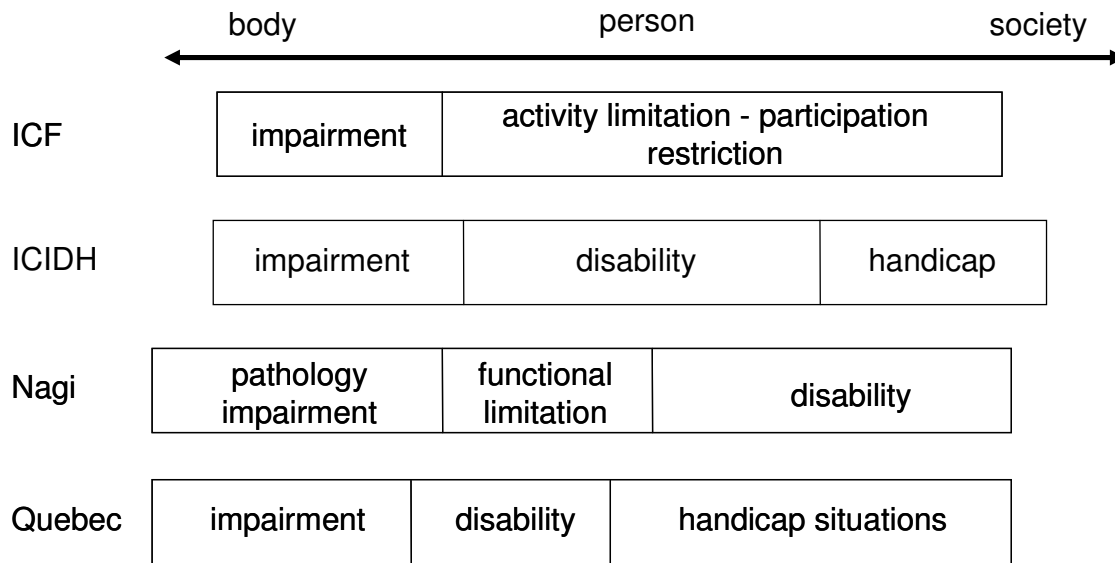 body person society
ICF
impairment
activity limitation - participation
restriction
ICIDH
impairment
disability
handicap
Nagi
pathology
impairment
functional
limitation
disability
Quebec
impairment
disability
handicap situations